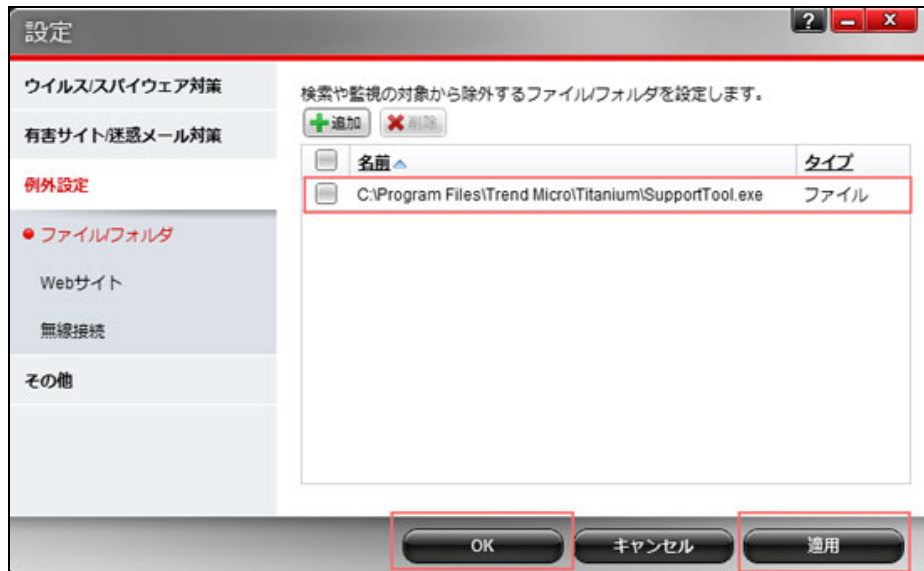 設定
?
ウイルス/スパイウェア対策
有害サイト/迷惑メール対策
例外設定
ファイル/フォルダ
Webサイト
無線接続
その他
検索や監視の対象から除外するファイル/フォルダを設定します。
追加 削除
名前 タイプ
C:\Program Files\Trend Micro\Titanium\SupportTool.exe ファイル
OK キャンセル 適用